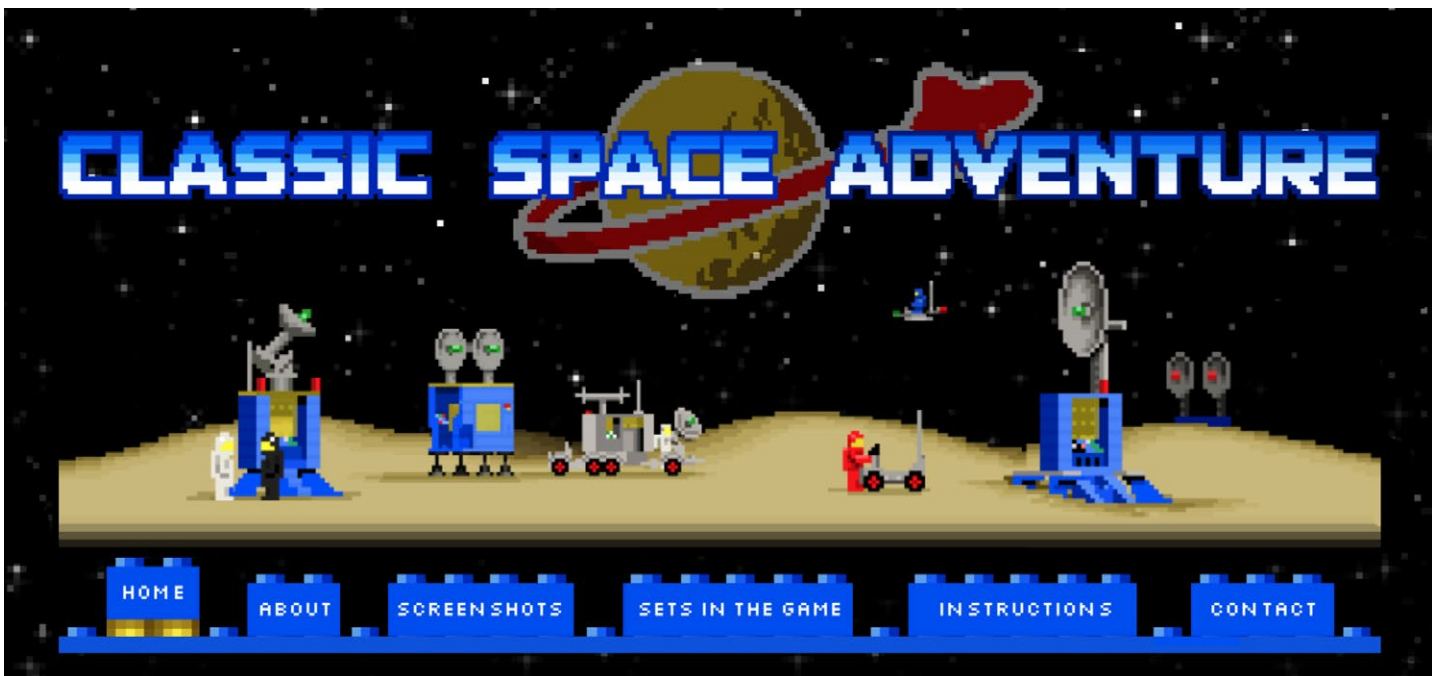 CLASSIC SPACE ADVENTURE
HOME
ABOUT
SCREENSHOTS
SETS IN THE GAME
INSTRUCTIONS
CONTACT